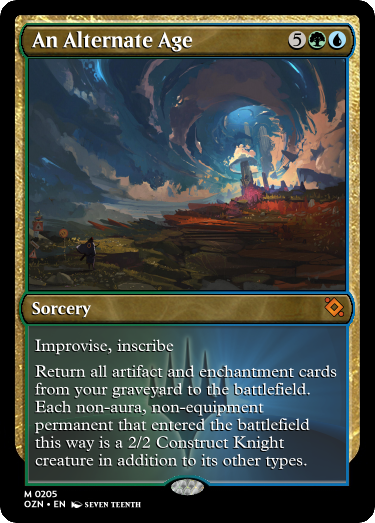 An Alternate Age 5
Sorcery
Improvise, inscribe
Return all artifact and enchantment cards
from your graveyard to the battlefield.
Each non-aura, non-equipment
permanent that entered the battlefield
this way is a 2/2 Construct Knight
creature in addition to its other types.
M 0205
OZN • EN SEVEN TEENTH